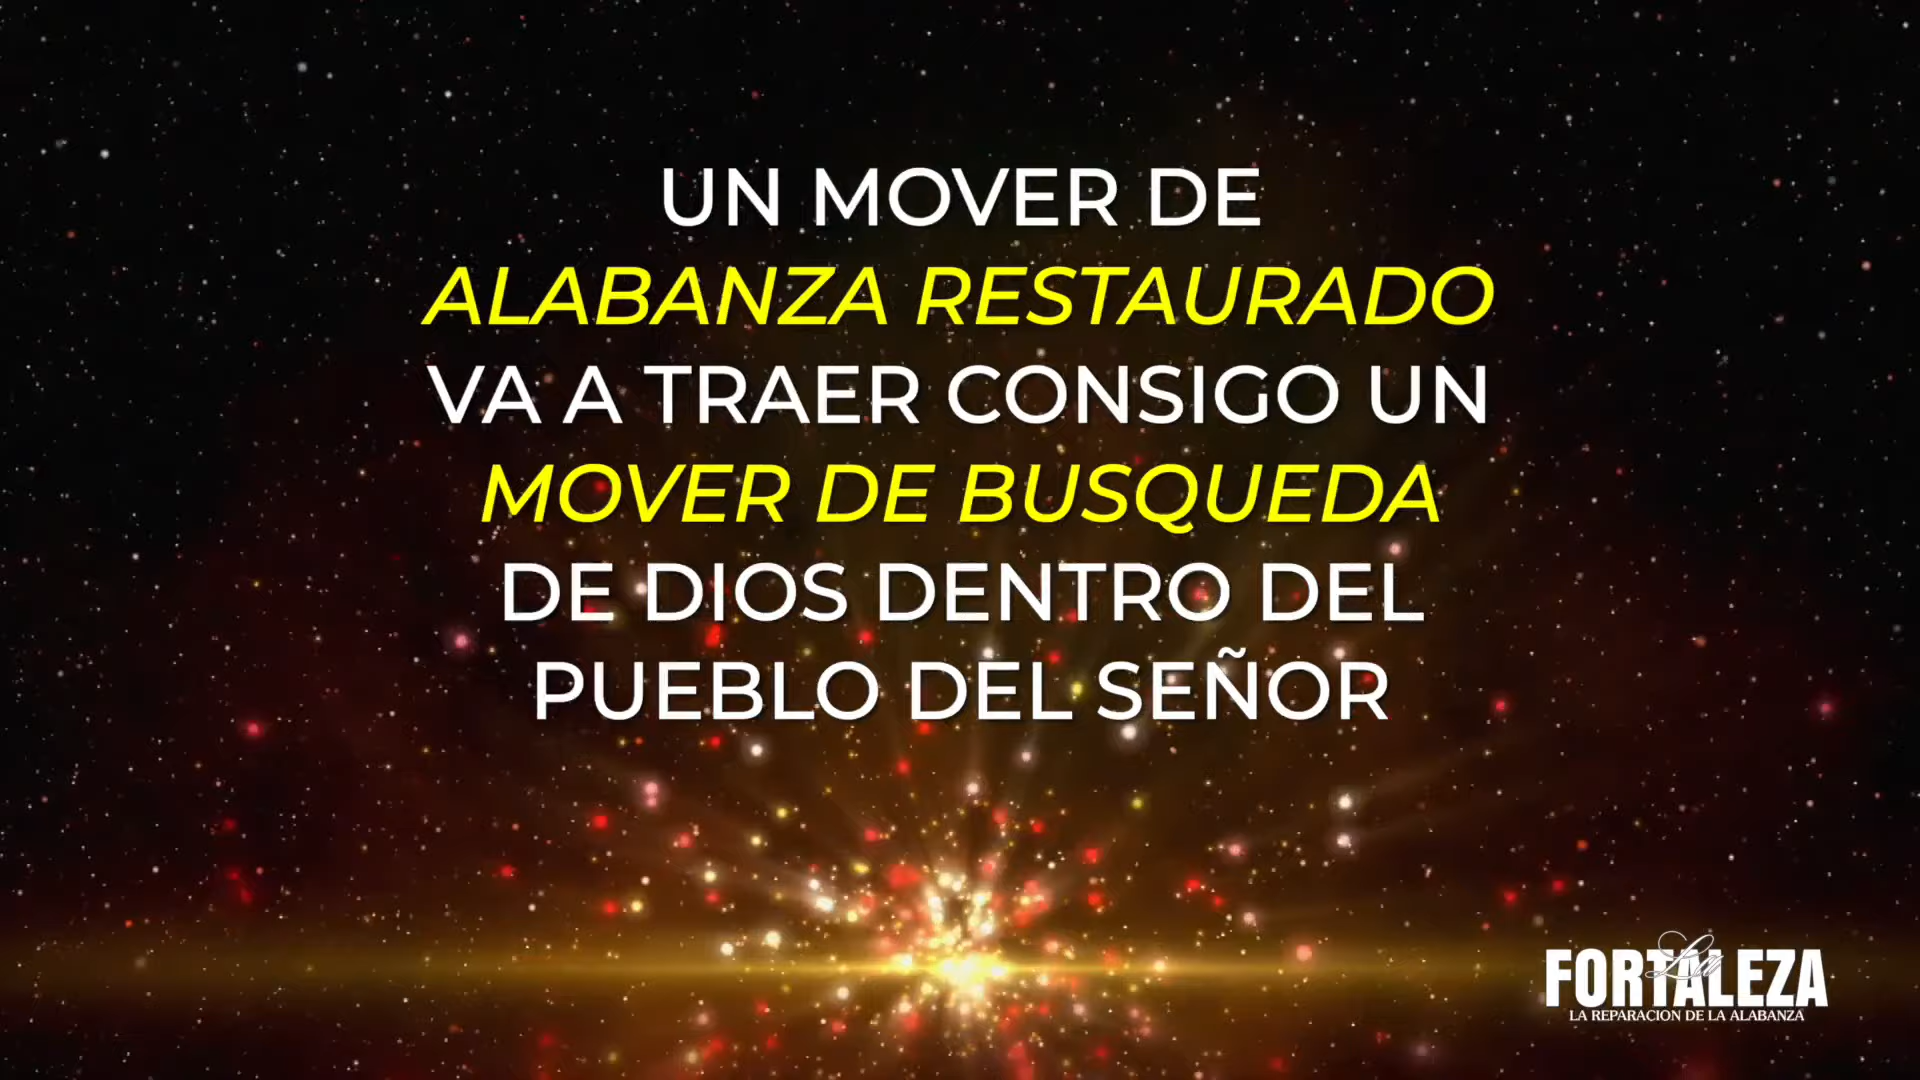 UN MOVER DE
ALABANZA RESTAURADO
VA A TRAER CONSIGO UN
MOVER DE BUSQUEDA
DE DIOS DENTRO DEL
PUEBLO DEL SEÑOR
La
FORTALEZA
LA REPARACION DE LA ALABANZA